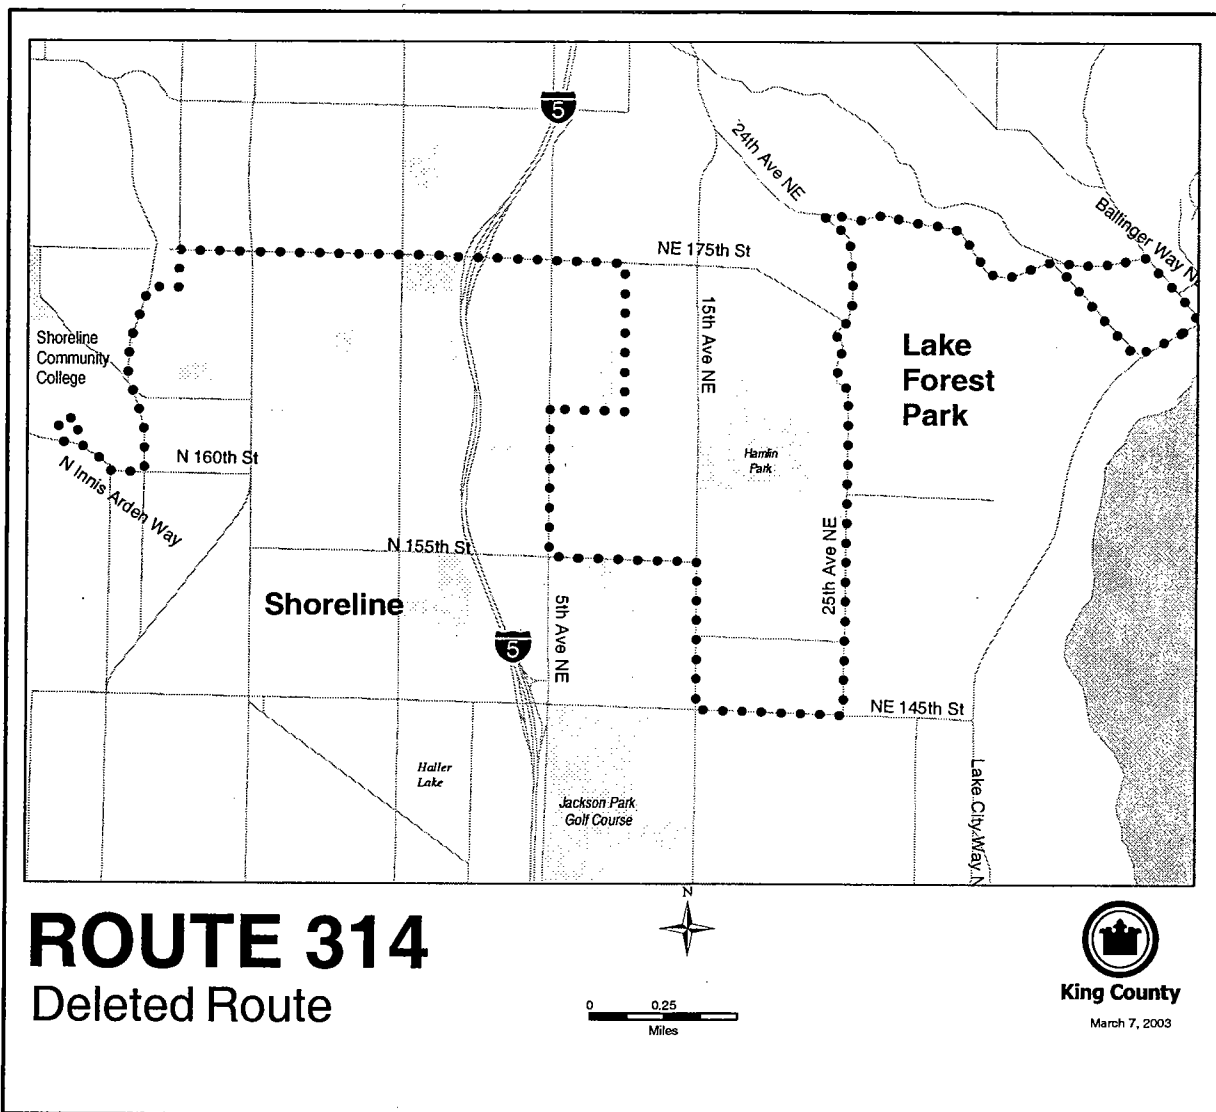 5
24th Ave NE
Ballinger Way N
NE 175th St
15th Ave NE
Shoreline
Community
College
Lake
Forest
Park
N 160th St
Hamlin
Park
N Innis Arden Way
25th Ave NE
N 155th St
Shoreline
5th Ave NE
5
NE 145th St
Haller
Lake
Lake City Way N
Jackson Park
Golf Course
N
ROUTE 314
Deleted Route
0 0.25
Miles
King County
March 7, 2003